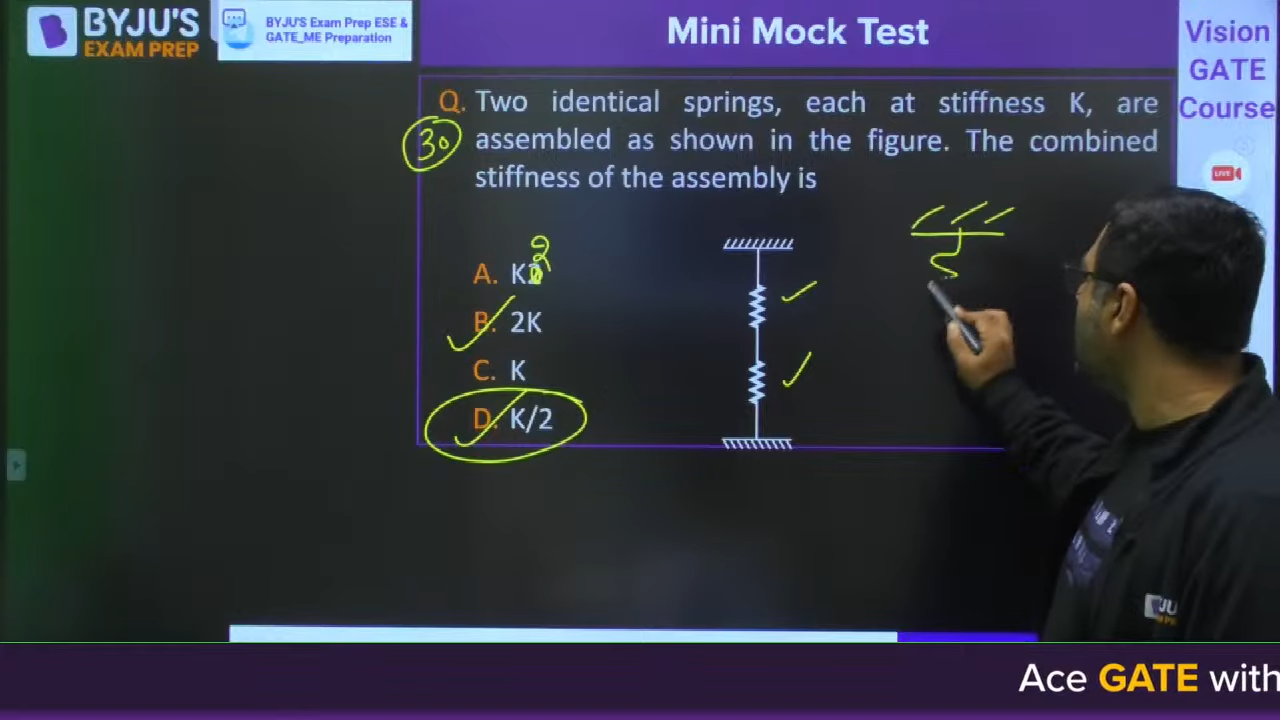 BYJU'S
EXAM PREP
BYJU'S Exam Prep ESE &
GATE_ME Preparation
Mini Mock Test
Vision
GATE
Course
LIVE
Q. Two identical springs, each at stiffness K, are
30 assembled as shown in the figure. The combined
stiffness of the assembly is
2
A. K2
B. 2K
C. K
D. K/2
Ace GATE with